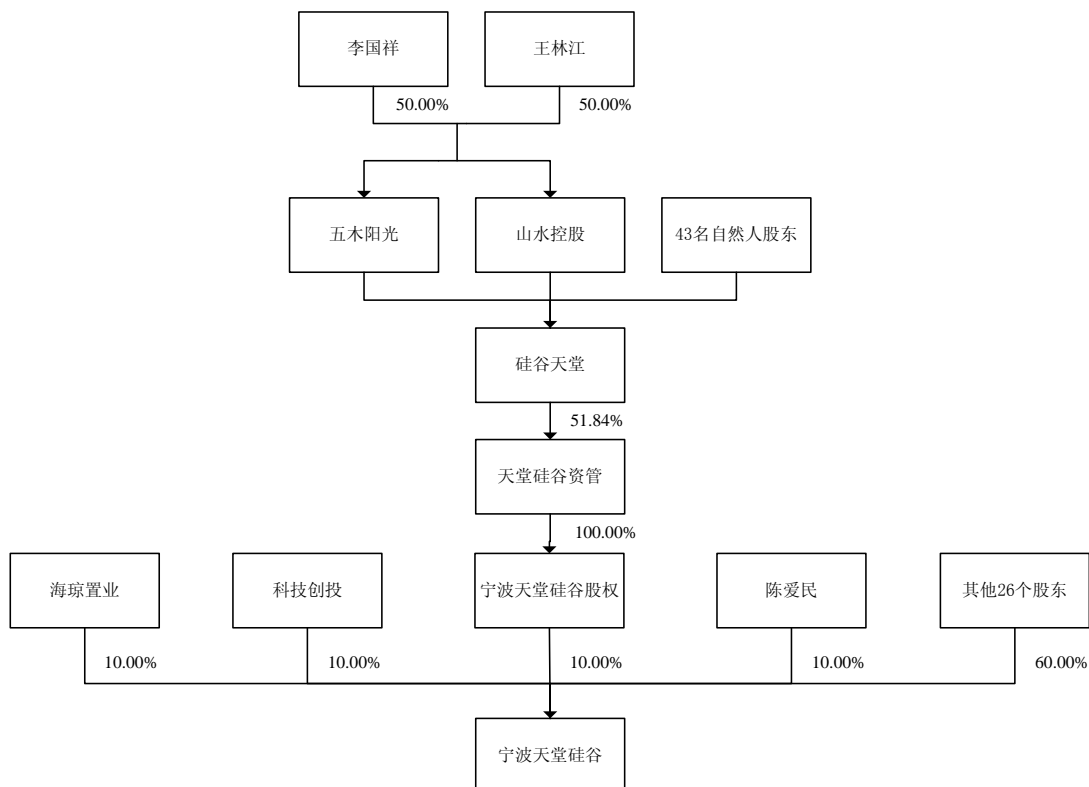 李国祥
王林江
50.00%
50.00%
五木阳光
山水控股
43名自然人股东
硅谷天堂
51.84%
天堂硅谷资管
100.00%
海琼置业
科技创投
宁波天堂硅谷股权
陈爱民
其他26个股东
10.00%
10.00%
10.00%
10.00%
60.00%
宁波天堂硅谷